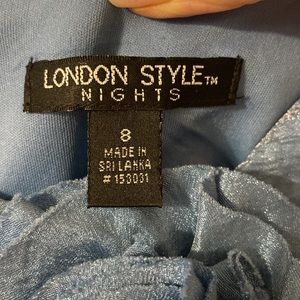 LONDON STYLE™
NIGHTS
8
MADE IN
SRI LANKA
#153031